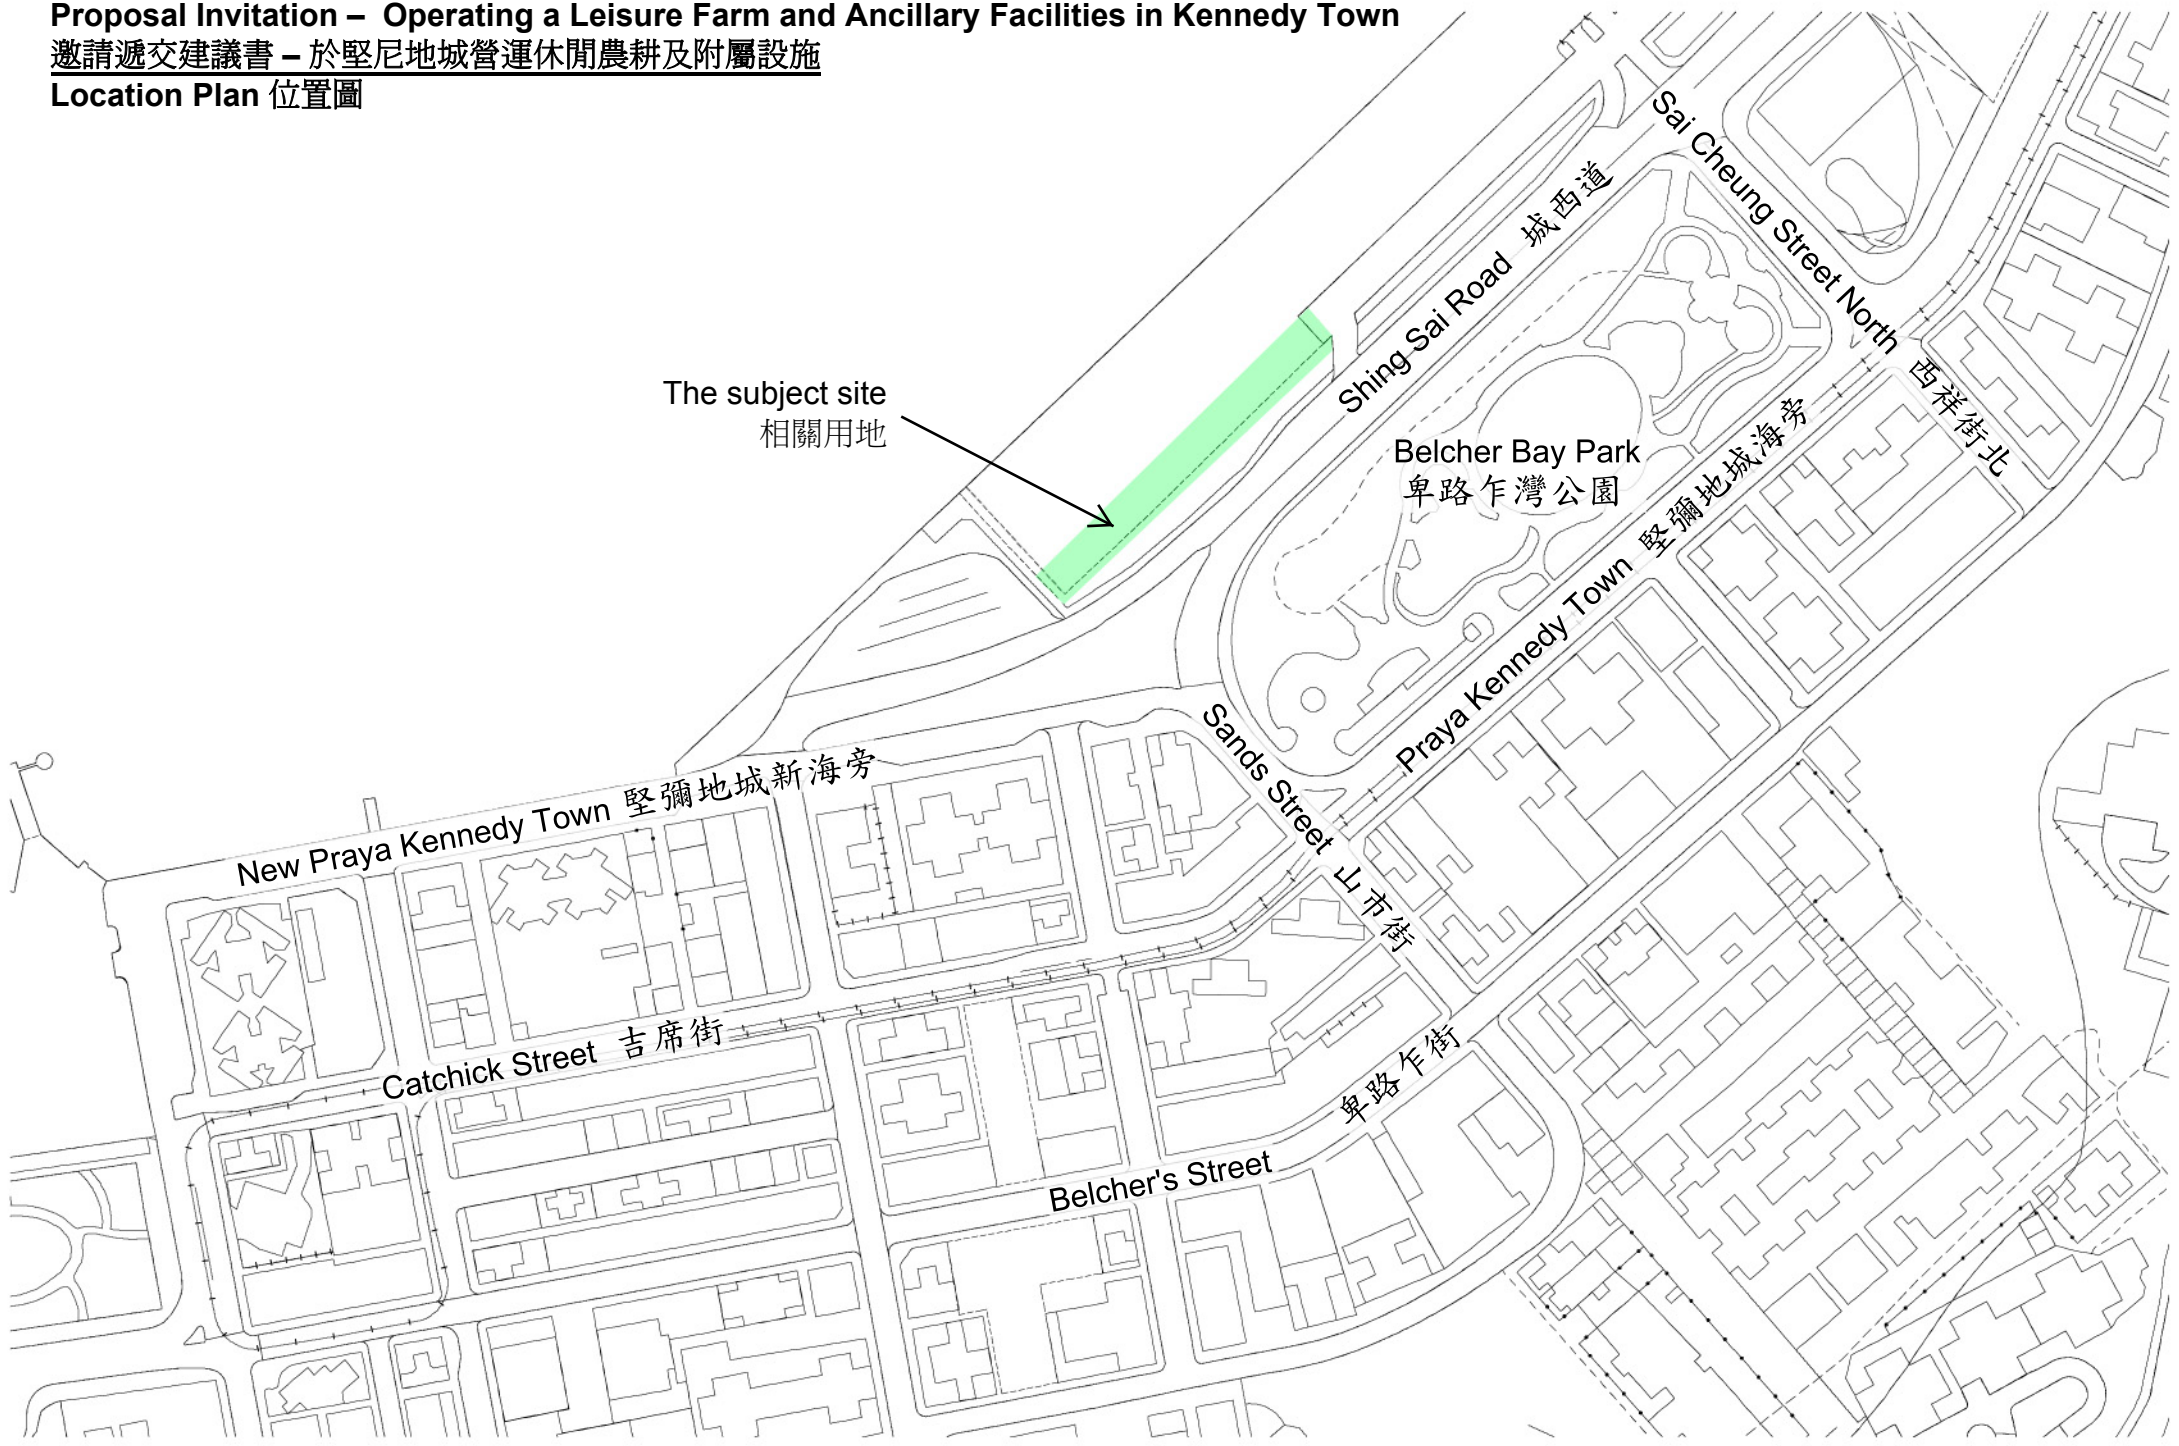 Proposal Invitation – Operating a Leisure Farm and Ancillary Facilities in Kennedy Town
邀請遞交建議書 – 於堅尼地城營運休閒農耕及附屬設施
Location Plan 位置圖
Sai Cheung Street North 西祥街北
Shing Sai Road 城西道
The subject site
相關用地
Belcher Bay Park
卑路乍灣公園
Praya Kennedy Town 堅彌地城海旁
Sands Street 山市街
New Praya Kennedy Town 堅彌地城新海旁
Catchick Street 吉席街
Belcher's Street 卑路乍街